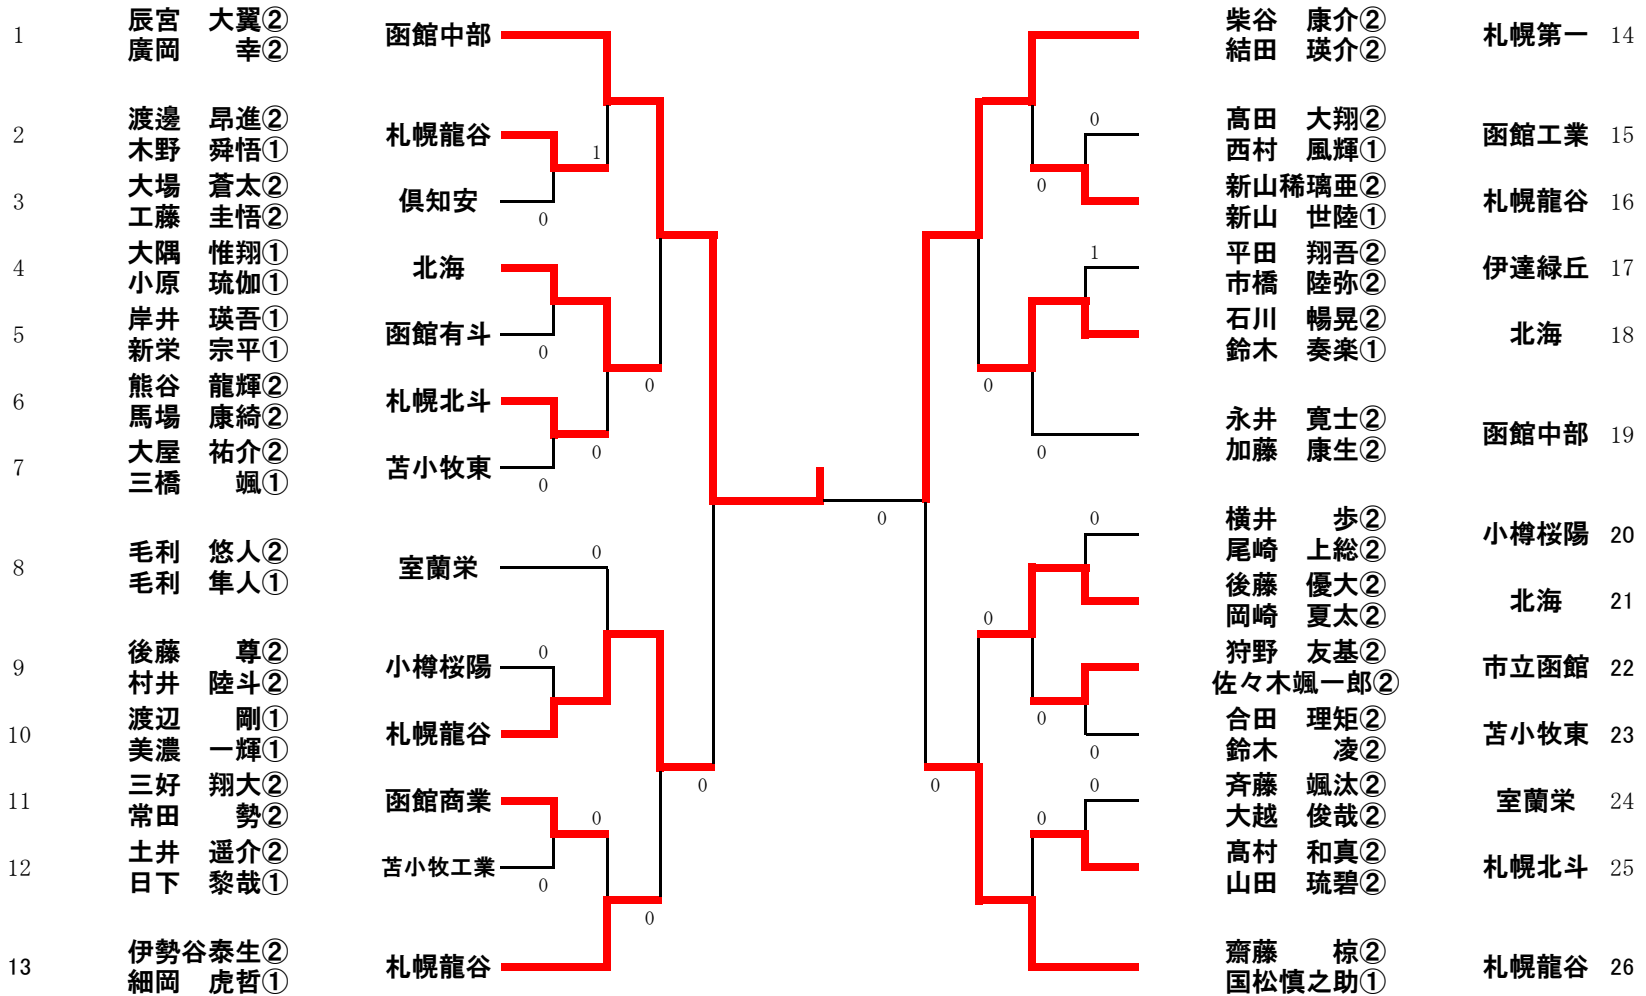 辰宮 大翼②
1 函館中部
廣岡 幸②
渡邊 昂進②
2 札幌龍谷
木野 舜悟①
1
大場 蒼太②
3 倶知安
工藤 圭悟②
0
大隅 惟翔①
4 北海
小原 琉伽①
岸井 瑛吾①
5 函館有斗
新栄 宗平①
0
0
熊谷 龍輝②
6 札幌北斗
馬場 康綺②
0
大屋 祐介②
7 苫小牧東
三橋 颯①
0
毛利 悠人②
8 室蘭栄
毛利 隼人①
0
後藤 尊②
9 小樽桜陽
村井 陸斗②
0
渡辺 剛①
10 札幌龍谷
美濃 一輝①
0
三好 翔大②
11 函館商業
常田 勢②
0
土井 遥介②
12 苫小牧工業
日下 黎哉①
0
0
伊勢谷泰生②
13 札幌龍谷
細岡 虎哲①
0
柴谷 康介②
札幌第一 14
結田 瑛介②
0
髙田 大翔②
函館工業 15
西村 風輝①
0
新山稀璃亜②
札幌龍谷 16
新山 世陸①
1
平田 翔吾②
伊達緑丘 17
市橋 陸弥②
石川 暢晃②
北海 18
鈴木 奏楽①
0
永井 寛士②
函館中部 19
加藤 康生②
0
0
横井 歩②
小樽桜陽 20
尾崎 上総②
後藤 優大②
北海 21
岡崎 夏太②
0
狩野 友基②
市立函館 22
佐々木颯一郎②
0
合田 理矩②
苫小牧東 23
鈴木 凌②
0
0
0
斉藤 颯汰②
室蘭栄 24
大越 俊哉②
0
髙村 和真②
札幌北斗 25
山田 琉碧②
齋藤 椋②
札幌龍谷 26
国松慎之助①